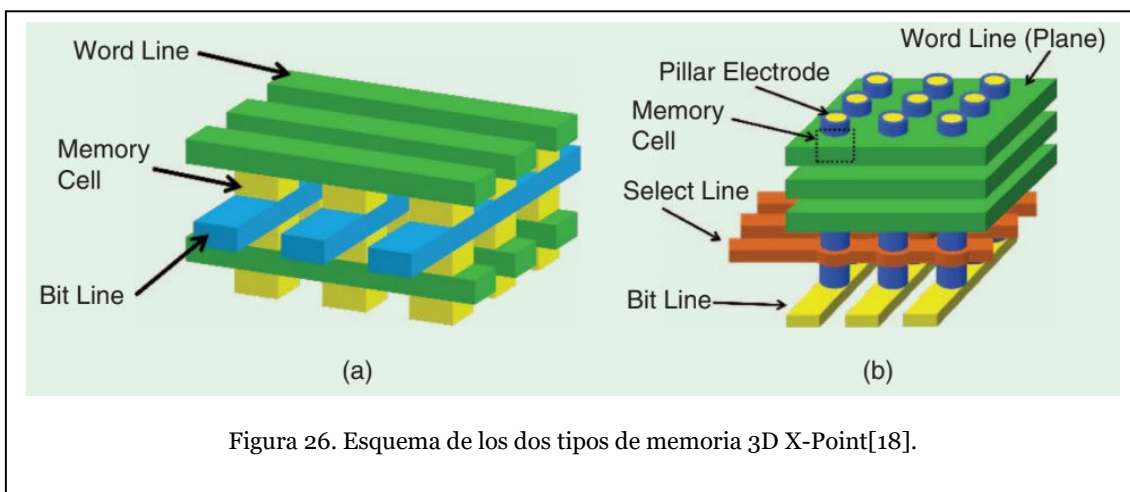 Word Line
Memory
Cell
Bit Line
(a)
Word Line (Plane)
Pillar Electrode
Memory
Cell
Select Line
Bit Line
(b)
Figura 26. Esquema de los dos tipos de memoria 3D X-Point[18].